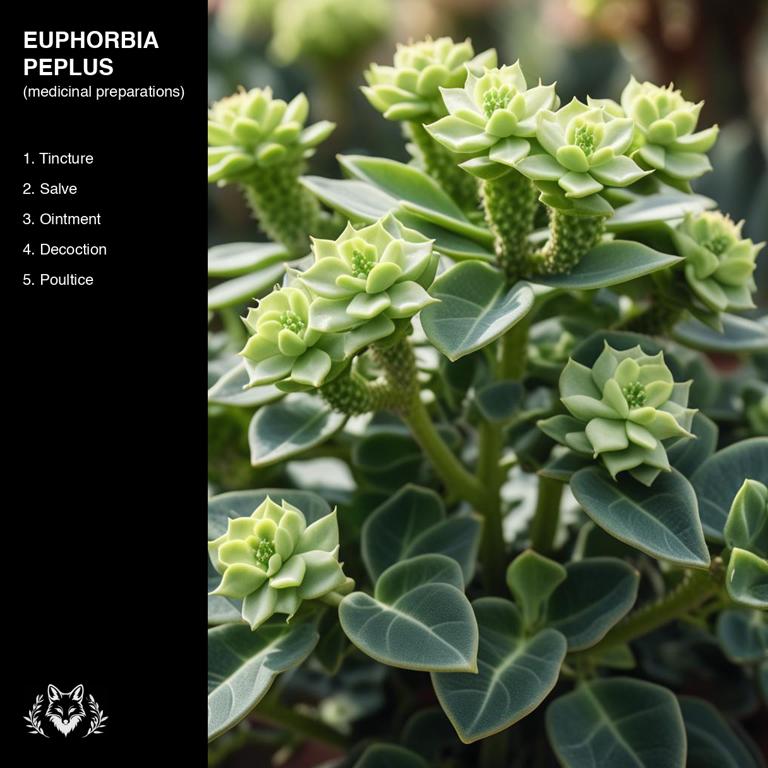 EUPHORBIA
PEPLUS
(medicinal preparations)
1. Tincture
2. Salve
3. Ointment
4. Decoction
5. Poultice